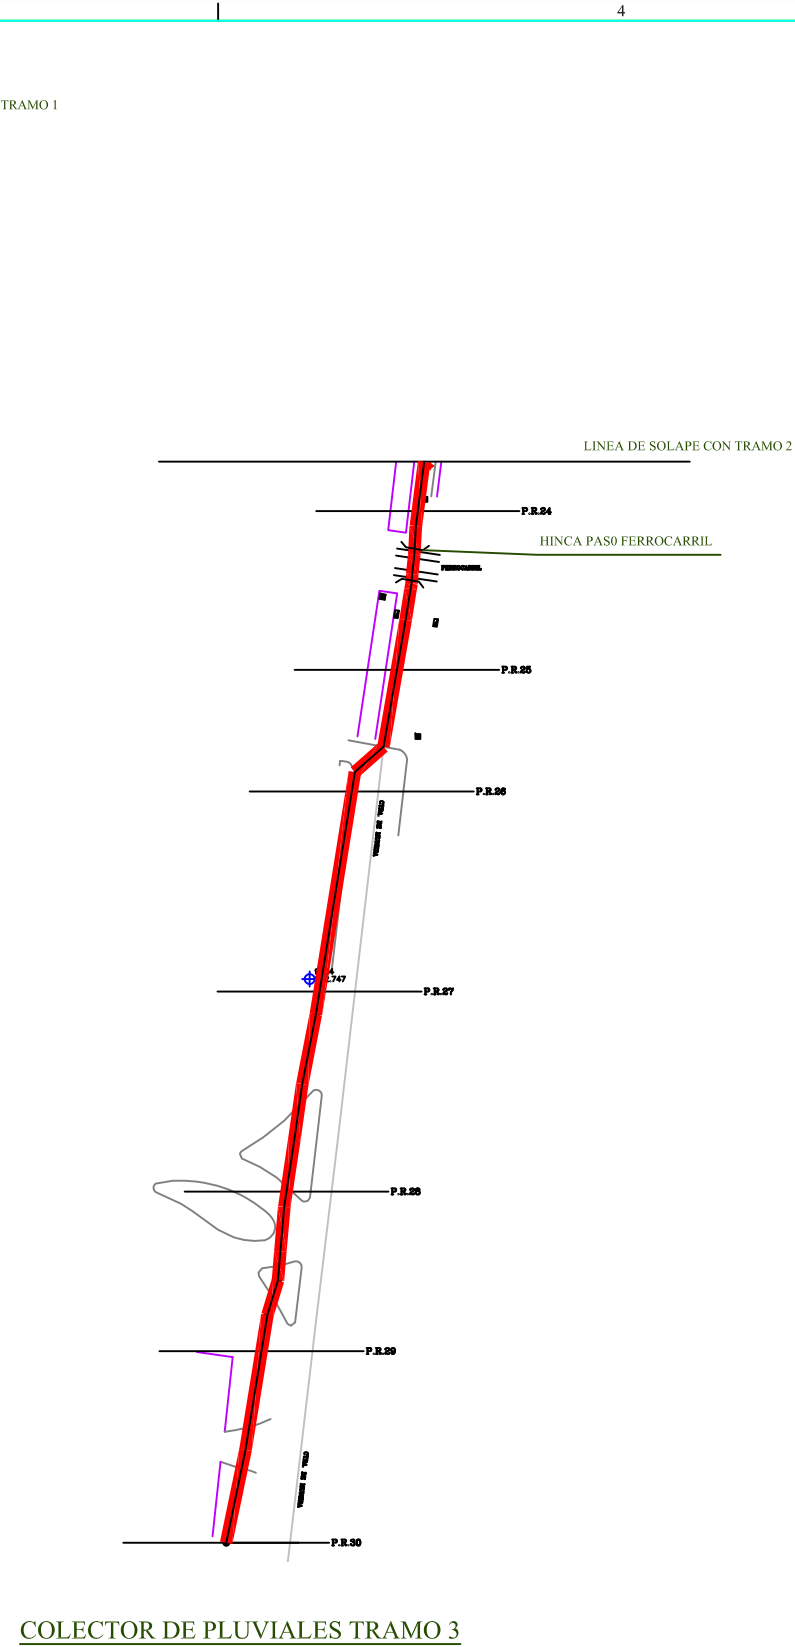 4
TRAMO 1
LINEA DE SOLAPE CON TRAMO 2
P.R.24
HINCA PAS0 FERROCARRIL
FERROCARRIL
P.R.25
P.R.26
.747
P.R.27
P.R.28
P.R.29
P.R.30
COLECTOR DE PLUVIALES TRAMO 3